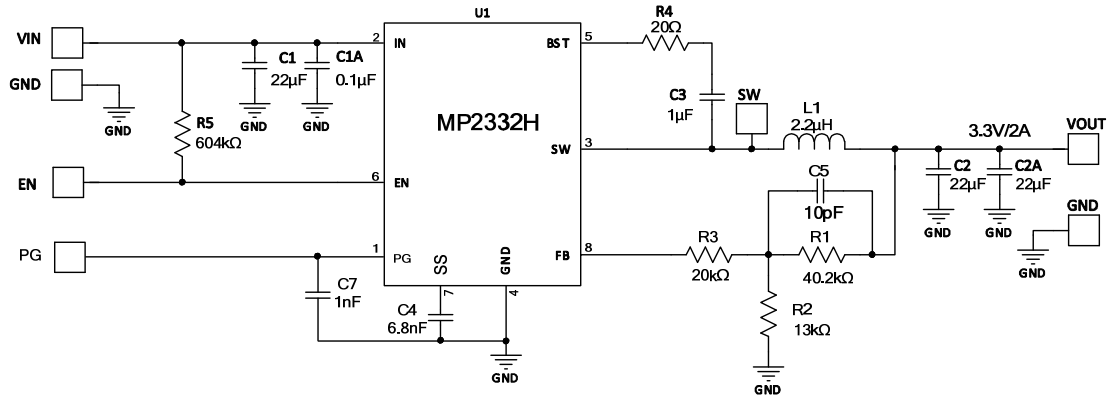 U1
MP2332H
VIN
GND
GND
EN
PG
R5
604kΩ
C1
22µF
GND
C1A
0.1µF
GND
2
IN
6
EN
1
PG
C7
1nF
SS
7
C4
6.8nF
GND
4
GND
BST
5
R4
20Ω
C3
1µF
SW
SW
3
L1
2.2µH
3.3V/2A
VOUT
C5
10pF
C2
22µF
GND
C2A
22µF
GND
GND
GND
FB
8
R3
20kΩ
R1
40.2kΩ
R2
13kΩ
GND